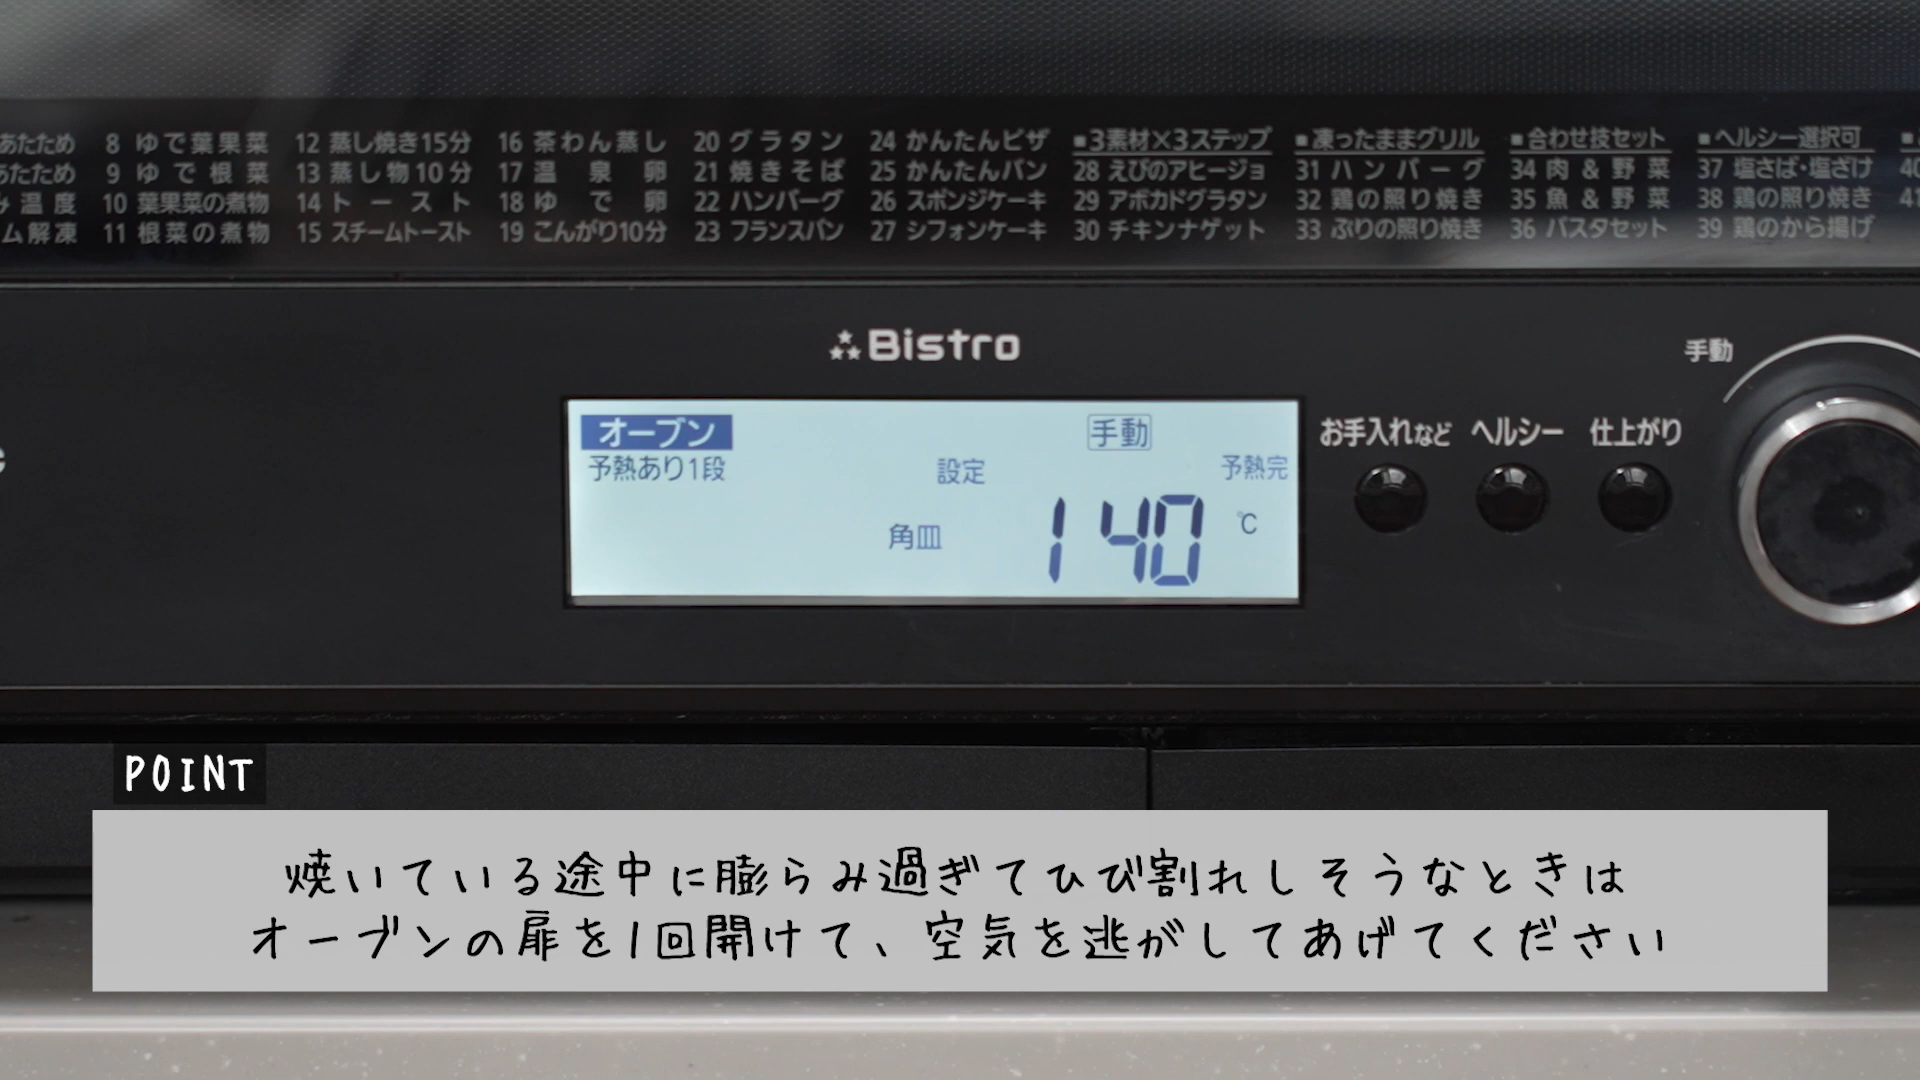 あたため 8 ゆで葉果菜 12 蒸し焼き15分 16 茶わん蒸し 20 グラタン 24 かんたんピザ ■3素材×3ステップ ■凍ったままグリル ■合わせ技セット ■ヘルシー選択可
あたため 9 ゆで根菜 13 蒸し物10分 17 温泉卵 21 焼きそば 25 かんたんパン 28 えびのアヒージョ 31 ハンバーグ 34 肉&野菜 37 塩さば・塩ざけ 40
み温度 10 葉果菜の煮物 14 トースト 18 ゆで卵 22 ハンバーグ 26 スポンジケーキ 29 アボカドグラタン 32 鶏の照り焼き 35 魚&野菜 38 鶏の照り焼き 41
ム解凍 11 根菜の煮物 15 スチームトースト 19 こんがり10分 23 フランスパン 27 シフォンケーキ 30 チキンナゲット 33 ぶりの照り焼き 36 パスタセット 39 鶏のから揚げ
Bistro
手動
オーブン 手動
予熱あり1段 設定 予熱完
角皿 140 ℃
お手入れなど ヘルシー 仕上がり
POINT
焼いている途中に膨らみ過ぎてひび割れしそうなときは
オーブンの扉を1回開けて、空気を逃がしてあげてください